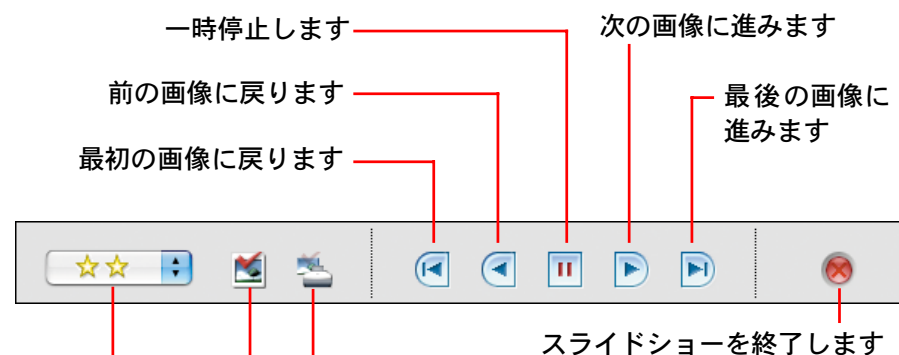 一時停止します
次の画像に進みます
前の画像に戻ります
最後の画像に
進みます
最初の画像に戻ります
スライドショーを終了します